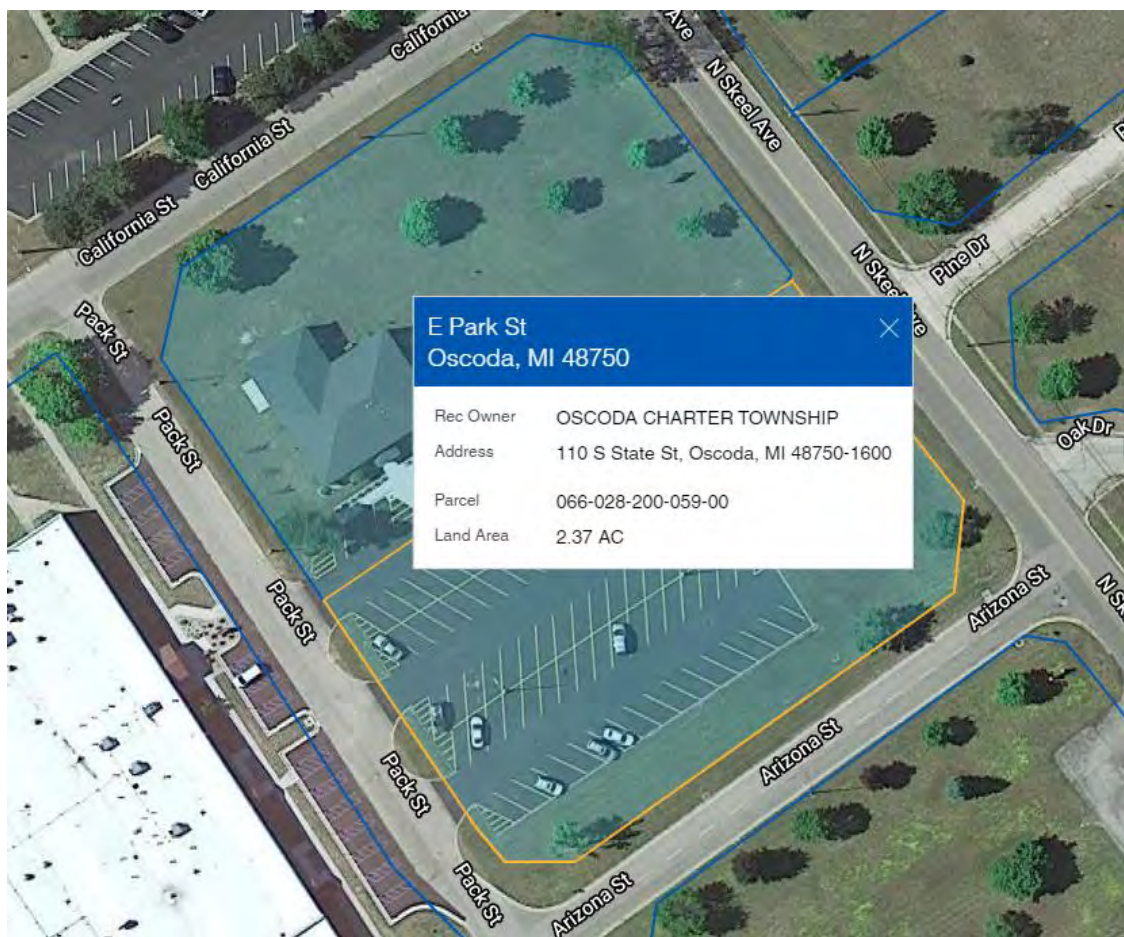 California
California St
California St
Ave
N Skeel Ave
Pine Dr
N Skeel Ave
Pack St
E Park St
Oscoda, MI 48750
Rec Owner OSCODA CHARTER TOWNSHIP
Address 110 S State St, Oscoda, MI 48750-1600
Parcel 066-028-200-059-00
Land Area 2.37 AC
Oak Dr
Pack St
Pack St
Arizona St
N Sk
Arizona St
Pack St
Pack St
Arizona St